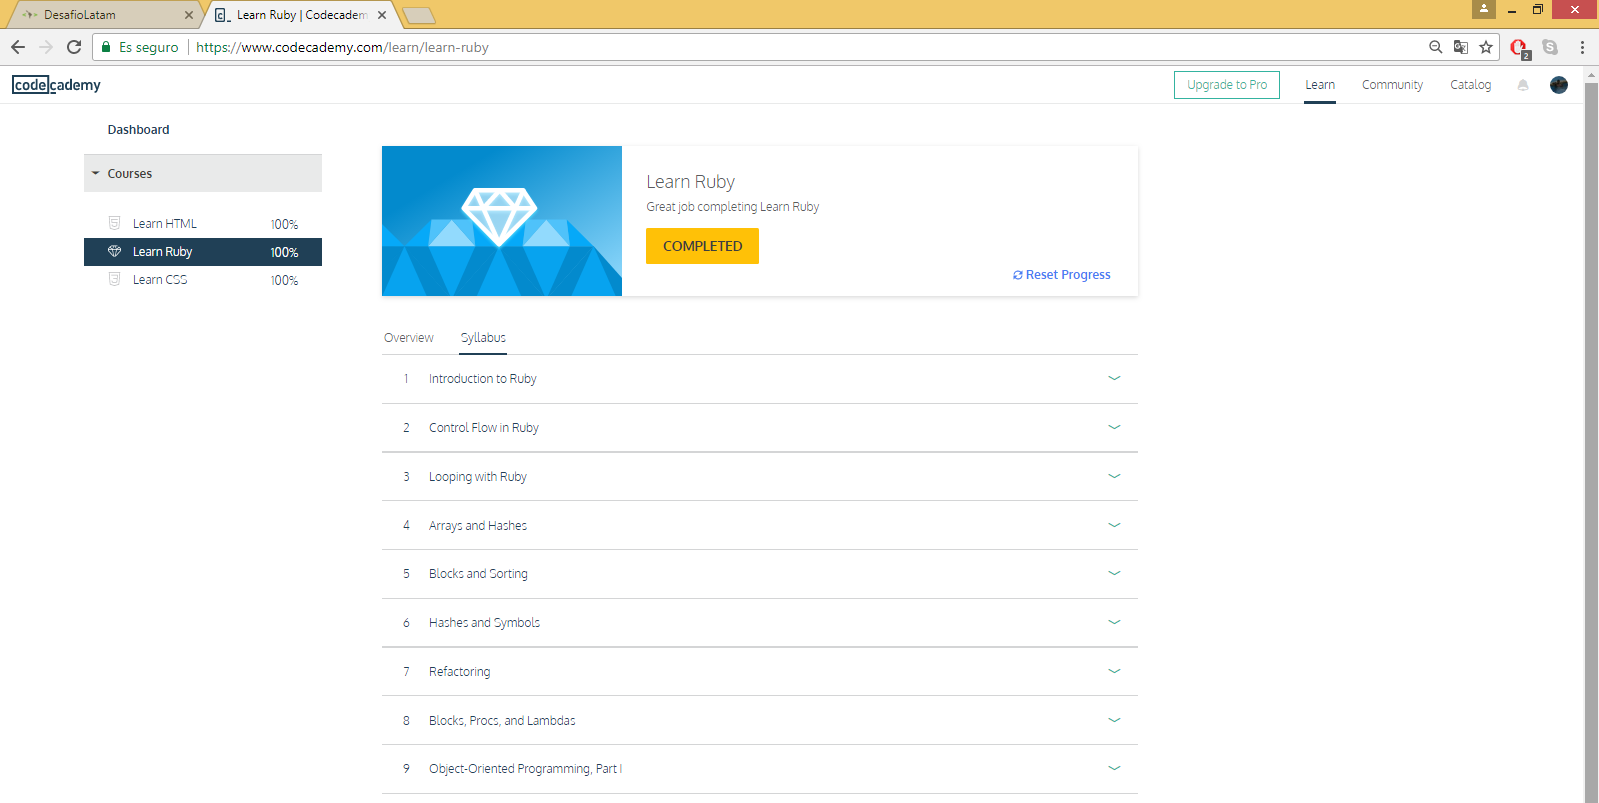 DesafioLatam
c_ Learn Ruby | Codecadem
Es seguro https://www.codecademy.com/learn/learn-ruby
2
codecademy
Upgrade to Pro Learn Community Catalog
Dashboard
Courses
Learn HTML 100%
Learn Ruby 100%
Learn CSS 100%
Learn Ruby
Great job completing Learn Ruby
COMPLETED
Reset Progress
Overview Syllabus
1 Introduction to Ruby
2 Control Flow in Ruby
3 Looping with Ruby
4 Arrays and Hashes
5 Blocks and Sorting
6 Hashes and Symbols
7 Refactoring
8 Blocks, Procs, and Lambdas
9 Object-Oriented Programming, Part I